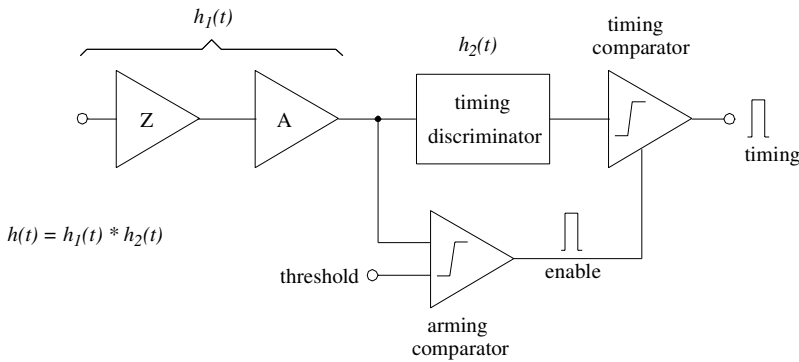 h1(t)
h2(t)
timing
comparator
Z
A
timing
discriminator
timing
h(t) = h1(t) * h2(t)
threshold
enable
arming
comparator